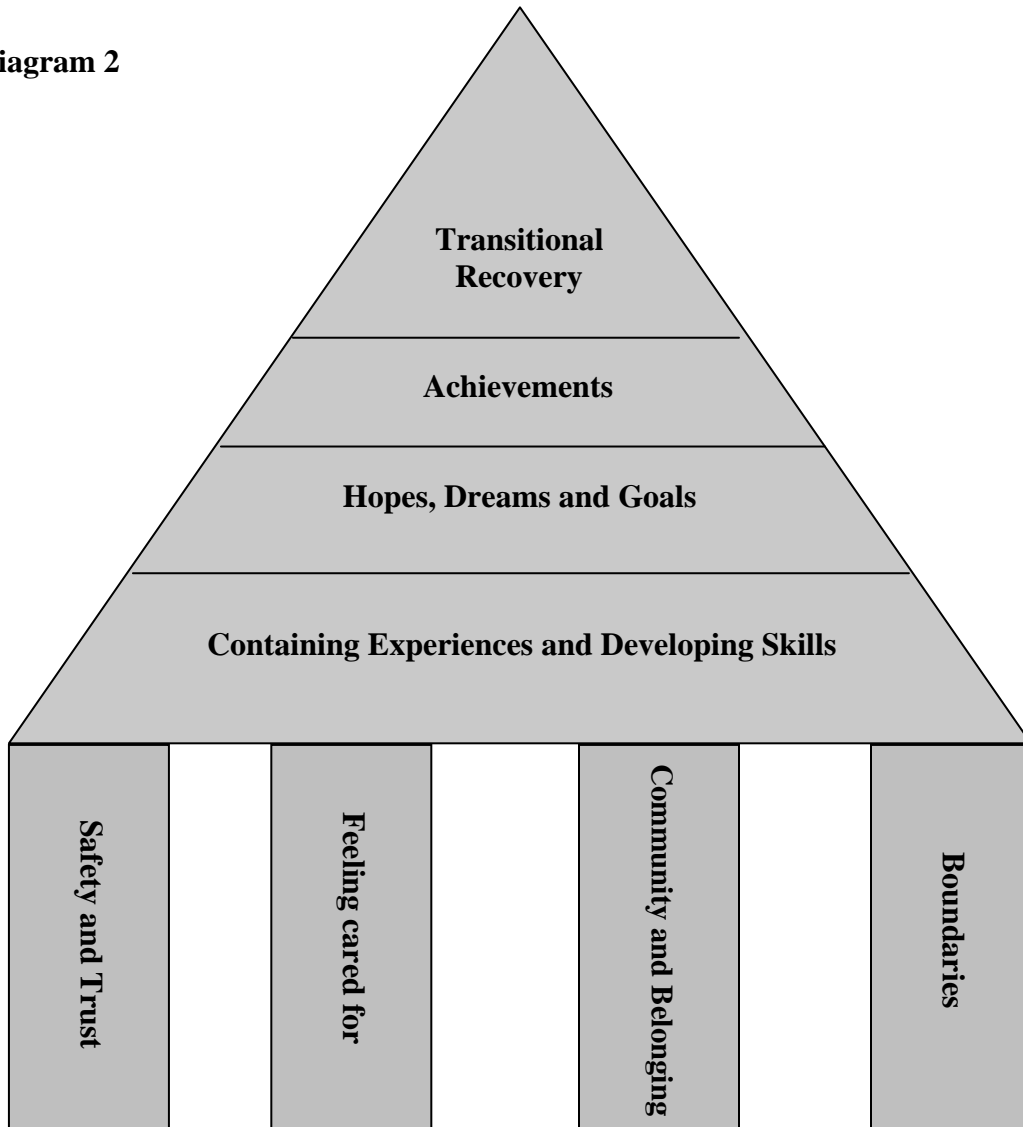 iagram 2
Transitional
Recovery
Achievements
Hopes, Dreams and Goals
Containing Experiences and Developing Skills
Safety and Trust
Feeling cared for
Community and Belonging
Boundaries